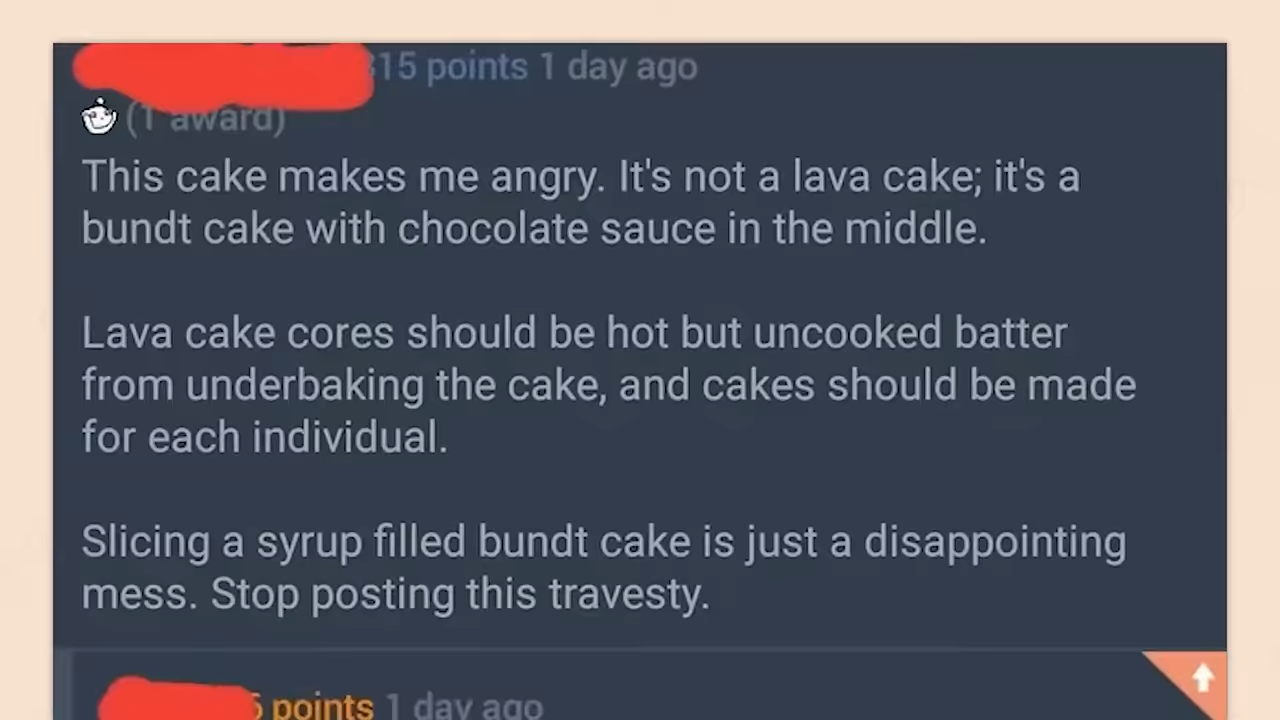 15 points 1 day ago
(1 award)
This cake makes me angry. It's not a lava cake; it's a
bundt cake with chocolate sauce in the middle.
Lava cake cores should be hot but uncooked batter
from underbaking the cake, and cakes should be made
for each individual.
Slicing a syrup filled bundt cake is just a disappointing
mess. Stop posting this travesty.
points 1 day ago